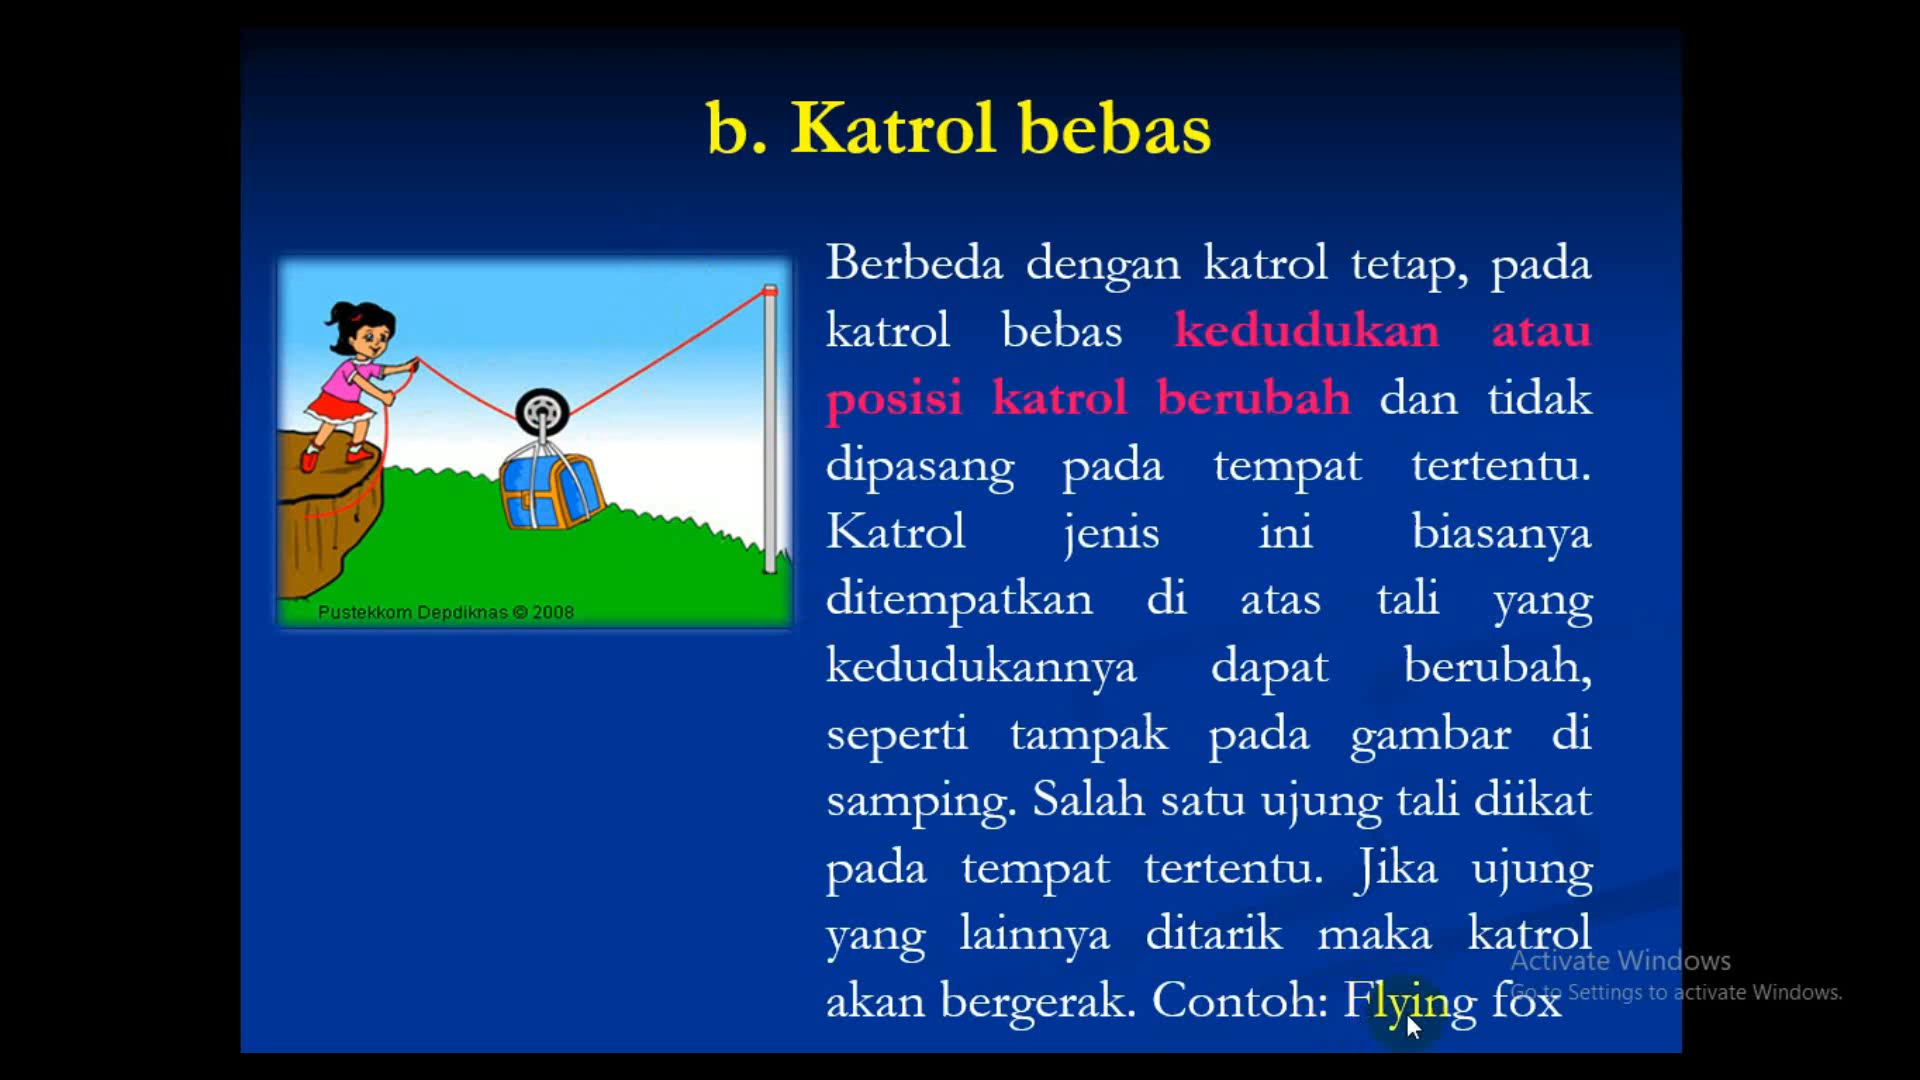 b. Katrol bebas
Berbeda dengan katrol tetap, pada
katrol bebas kedudukan atau
posisi katrol berubah dan tidak
dipasang pada tempat tertentu.
Katrol jenis ini biasanya
ditempatkan di atas tali yang
kedudukannya dapat berubah,
seperti tampak pada gambar di
samping. Salah satu ujung tali diikat
pada tempat tertentu. Jika ujung
yang lainnya ditarik maka katrol
akan bergerak. Contoh: Flying fox
Pustekkom Depdiknas © 2008
Activate Windows
Go to Settings to activate Windows.